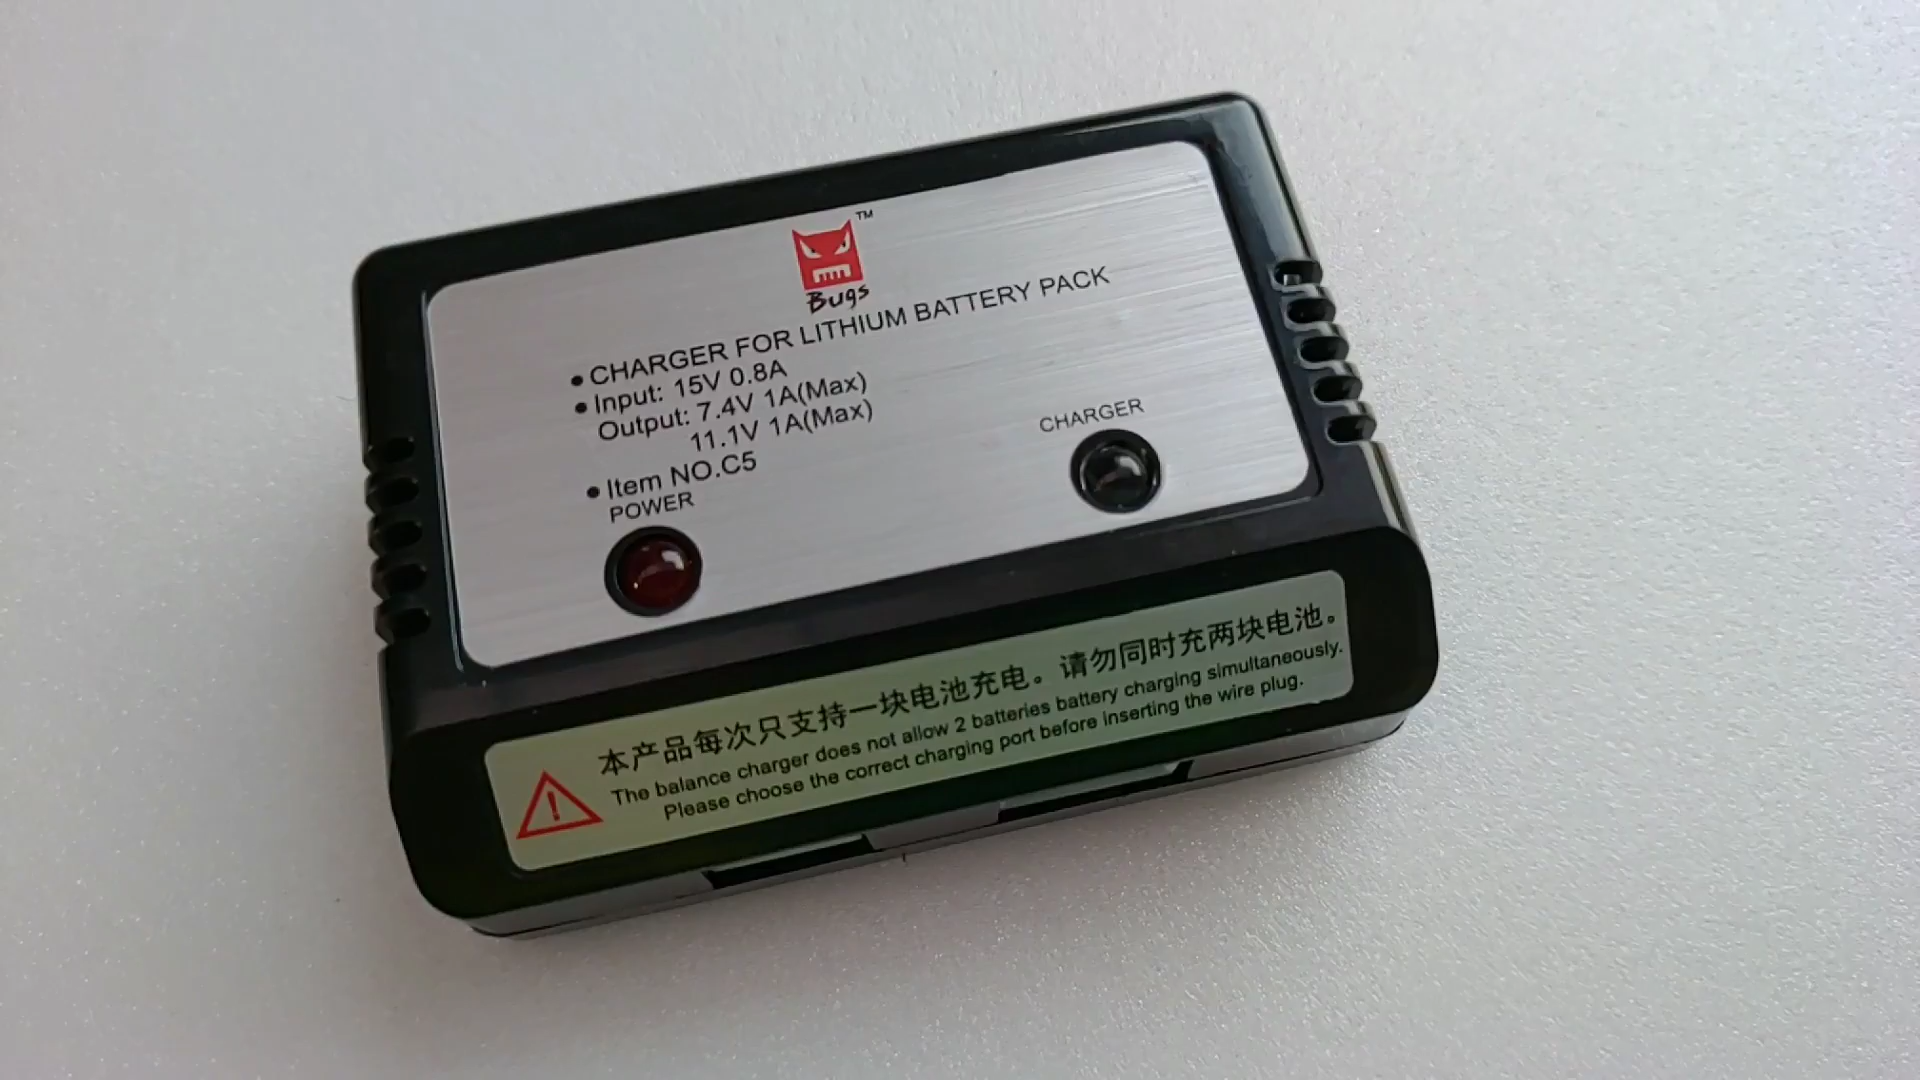 TM
Bugs
• CHARGER FOR LITHIUM BATTERY PACK
• Input: 15V 0.8A
Output: 7.4V 1A(Max)
11.1V 1A(Max)
• Item NO.C5
POWER
CHARGER
本产品每次只支持一块电池充电。请勿同时充两块电池。
The balance charger does not allow 2 batteries battery charging simultaneously.
Please choose the correct charging port before inserting the wire plug.